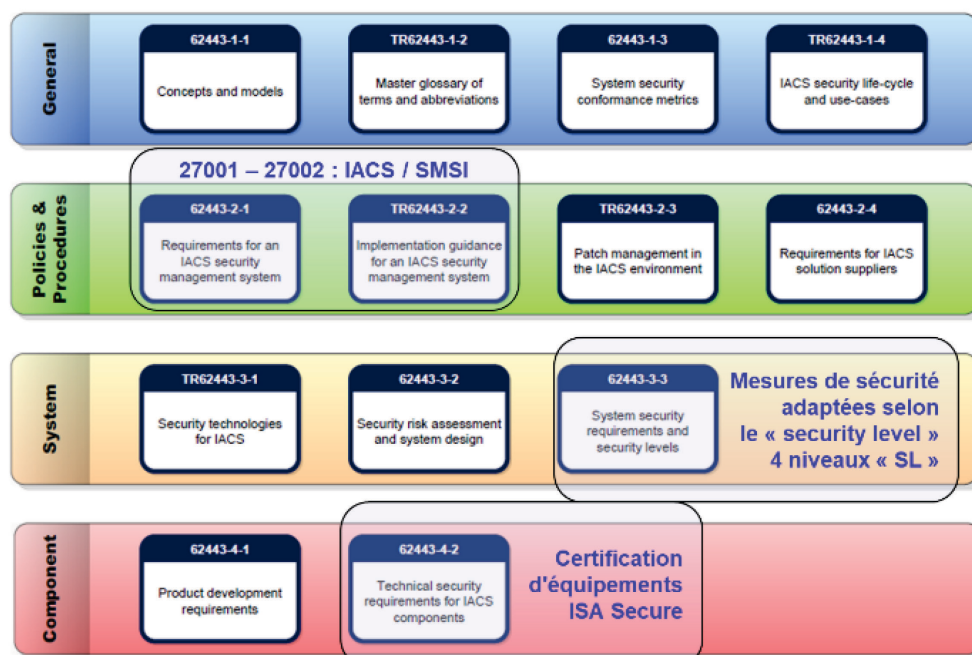 General
62443-1-1
Concepts and models
TR62443-1-2
Master glossary of
terms and abbreviations
62443-1-3
System security
conformance metrics
TR62443-1-4
IACS security life-cycle
and use-cases
27001 – 27002 : IACS / SMSI
Policies &
Procedures
62443-2-1
Requirements for an
IACS security
management system
TR62443-2-2
Implementation guidance
for an IACS security
management system
TR62443-2-3
Patch management in
the IACS environment
62443-2-4
Requirements for IACS
solution suppliers
System
TR62443-3-1
Security technologies
for IACS
62443-3-2
Security risk assessment
and system design
62443-3-3
System security
requirements and
security levels
Mesures de sécurité
adaptées selon
le « security level »
4 niveaux « SL »
Component
62443-4-1
Product development
requirements
62443-4-2
Technical security
requirements for IACS
components
Certification
d'équipements
ISA Secure